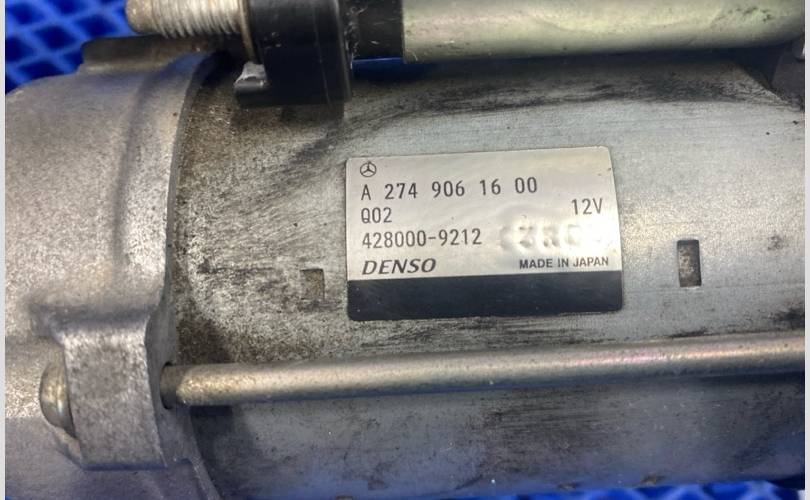 A 274 906 16 00
Q02 12V
428000-9212
DENSO MADE IN JAPAN